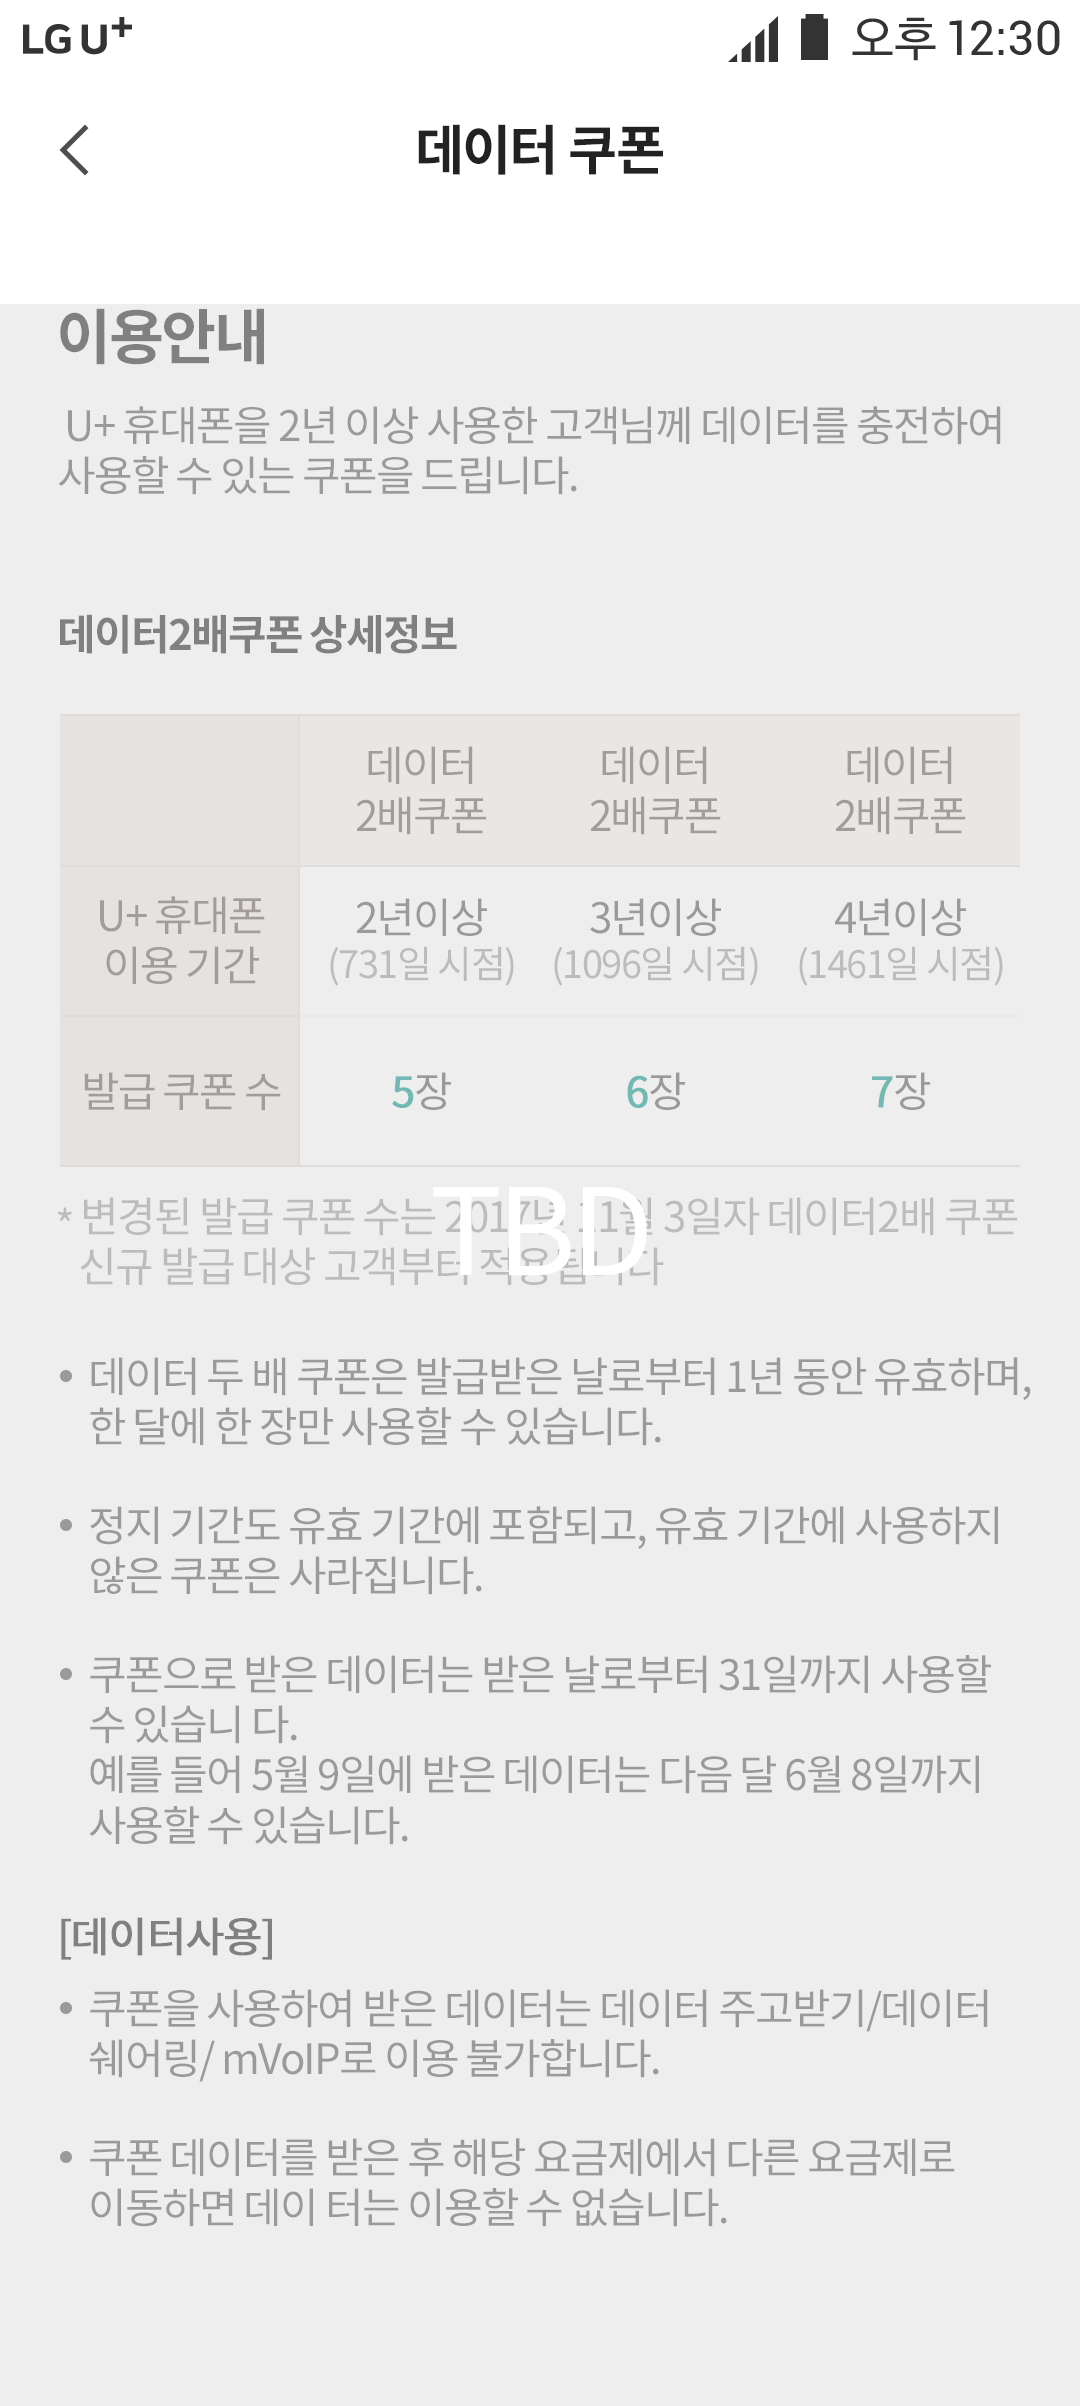 LG U+ 오후 12:30
데이터 쿠폰
이용안내
U+ 휴대폰을 2년 이상 사용한 고객님께 데이터를 충전하여
사용할 수 있는 쿠폰을 드립니다.
데이터2배쿠폰 상세정보
데이터 데이터 데이터
2배쿠폰 2배쿠폰 2배쿠폰
U+ 휴대폰 2년이상 3년이상 4년이상
이용 기간 (731일 시점) (1096일 시점) (1461일 시점)
발급 쿠폰 수 5장 6장 7장
* 변경된 발급 쿠폰 수는 2017년 11월 3일자 데이터2배 쿠폰
신규 발급 대상 고객부터 적용됩니다
TBD
• 데이터 두 배 쿠폰은 발급받은 날로부터 1년 동안 유효하며,
한 달에 한 장만 사용할 수 있습니다.
• 정지 기간도 유효 기간에 포함되고, 유효 기간에 사용하지
않은 쿠폰은 사라집니다.
• 쿠폰으로 받은 데이터는 받은 날로부터 31일까지 사용할
수 있습니 다.
예를 들어 5월 9일에 받은 데이터는 다음 달 6월 8일까지
사용할 수 있습니다.
[데이터사용]
• 쿠폰을 사용하여 받은 데이터는 데이터 주고받기/데이터
쉐어링/ mVoIP로 이용 불가합니다.
• 쿠폰 데이터를 받은 후 해당 요금제에서 다른 요금제로
이동하면 데이 터는 이용할 수 없습니다.